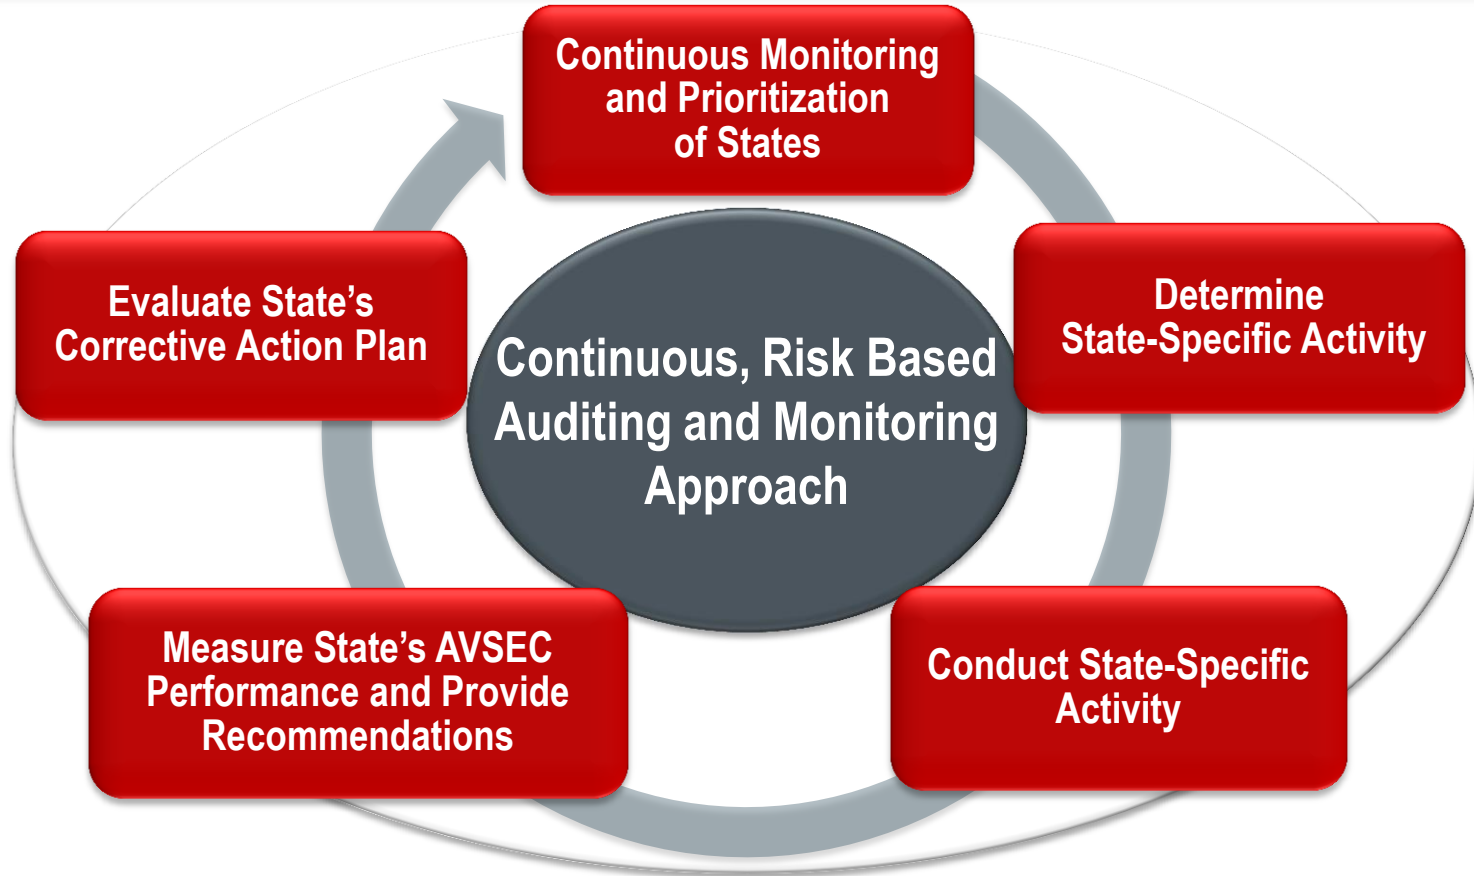 Continuous Monitoring
and Prioritization
of States
Determine
State-Specific Activity
Conduct State-Specific
Activity
Measure State’s AVSEC
Performance and Provide
Recommendations
Evaluate State’s
Corrective Action Plan
Continuous, Risk Based
Auditing and Monitoring
Approach